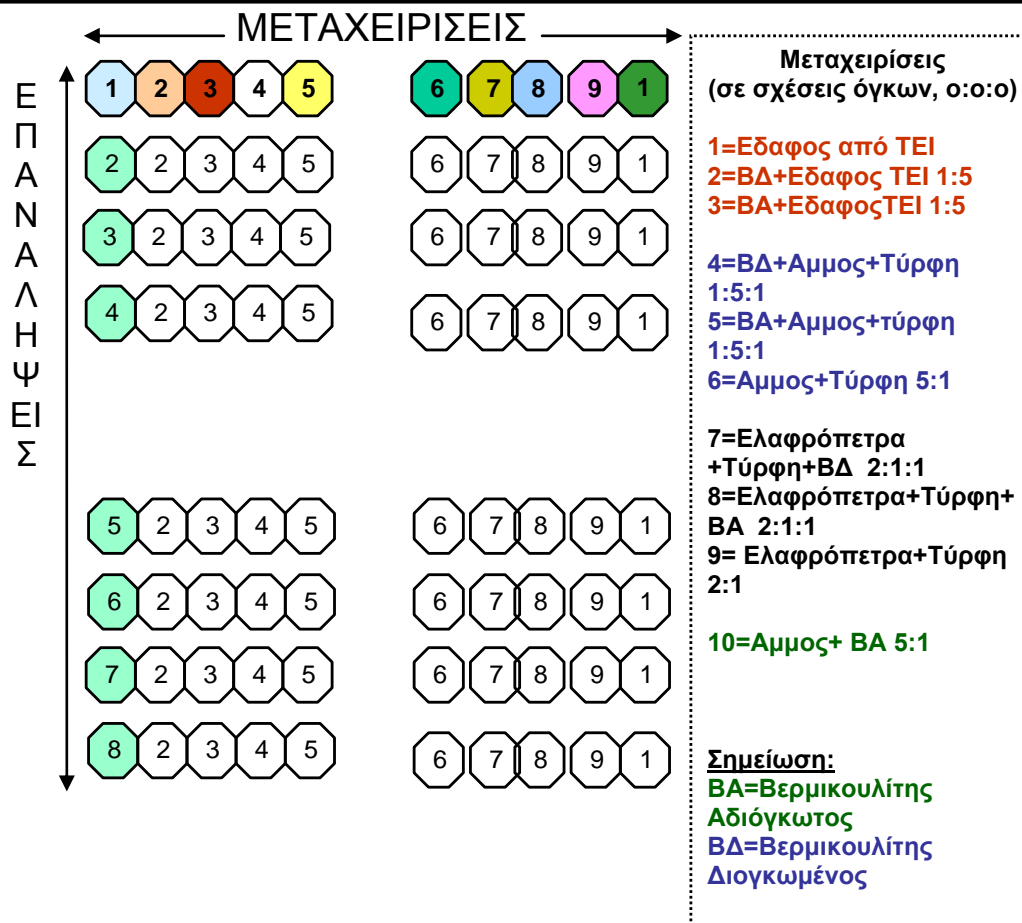 ΜΕΤΑΧΕΙΡΙΣΕΙΣ
Ε
Π
Α
Ν
Α
Λ
Η
Ψ
ΕΙ
Σ
1 2 3 4 5 6 7 8 9 1
2 2 3 4 5 6 7 8 9 1
3 2 3 4 5 6 7 8 9 1
4 2 3 4 5 6 7 8 9 1
5 2 3 4 5 6 7 8 9 1
6 2 3 4 5 6 7 8 9 1
7 2 3 4 5 6 7 8 9 1
8 2 3 4 5 6 7 8 9 1
Μεταχειρίσεις
(σε σχέσεις όγκων, ο:ο:ο)
1=Εδαφος από ΤΕΙ
2=ΒΔ+Εδαφος ΤΕΙ 1:5
3=ΒΑ+ΕδαφοςΤΕΙ 1:5
4=ΒΔ+Αμμος+Τύρφη
1:5:1
5=ΒΑ+Αμμος+τύρφη
1:5:1
6=Αμμος+Τύρφη 5:1
7=Ελαφρόπετρα
+Τύρφη+ΒΔ 2:1:1
8=Ελαφρόπετρα+Τύρφη+
ΒΑ 2:1:1
9= Ελαφρόπετρα+Τύρφη
2:1
10=Αμμος+ ΒΑ 5:1
Σημείωση:
ΒΑ=Βερμικουλίτης
Αδιόγκωτος
ΒΔ=Βερμικουλίτης
Διογκωμένος